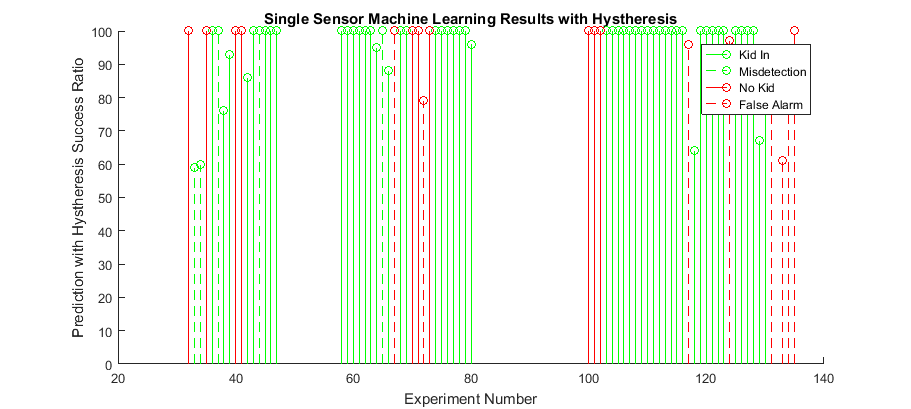 Single Sensor Machine Learning Results with Hystheresis
Prediction with Hystheresis Success Ratio
100
90
80
70
60
50
40
30
20
10
0
Kid In
Misdetection
No Kid
False Alarm
20 40 60 80 100 120 140
Experiment Number